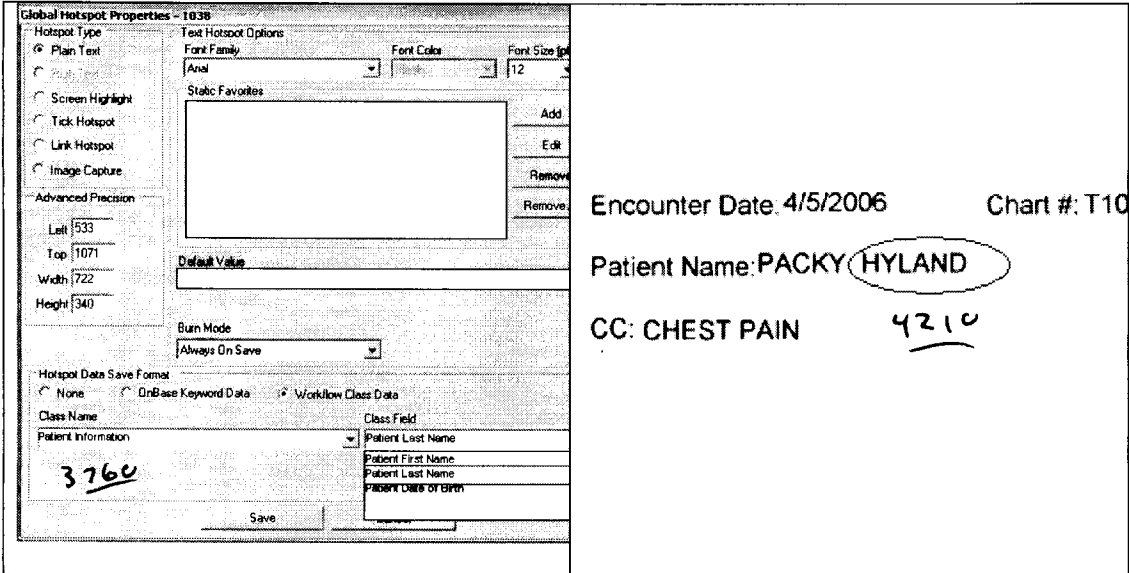 Global Hotspot Properties - 1038
Hotspot Type
Plain Text
Screen Highlight
Tick Hotspot
Link Hotspot
Image Capture
Advanced Precision
Left 533
Top 1071
Width 722
Height 340
Text Hotspot Options
Font Family Font Color Font Size
Arial 12
Static Favorites
Add
Edit
Remove
Remove
Default Value
Burn Mode
Always On Save
Hotspot Data Save Format
None OnBase Keyword Data Workflow Class Data
Class Name Class Field
Patient Information Patient Last Name
Patient First Name
Patient Last Name
Patient Date of Birth
3760
Save
Encounter Date: 4/5/2006 Chart #: T10
Patient Name: PACKY HYLAND
CC: CHEST PAIN 4210